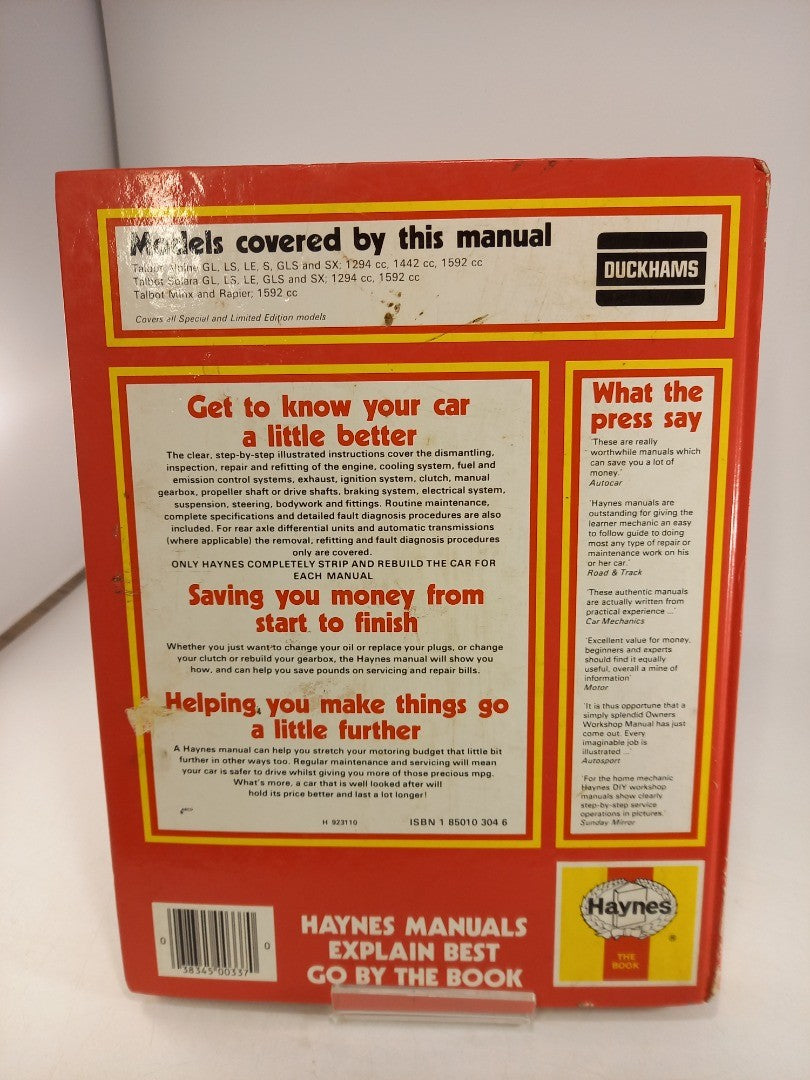 Models covered by this manual
Talbot Alpine GL, LS, LE, S, GLS and SX; 1294 cc, 1442 cc, 1592 cc
Talbot Solara GL, LS, LE, GLS and SX; 1294 cc, 1592 cc
Talbot Minx and Rapier, 1592 cc
Covers all Special and Limited Edition models
DUCKHAMS
Get to know your car
a little better
The clear, step-by-step illustrated instructions cover the dismantling,
inspection, repair and refitting of the engine, cooling system, fuel and
emission control systems, exhaust, ignition system, clutch, manual
gearbox, propeller shaft or drive shafts, braking system, electrical system,
suspension, steering, bodywork and fittings. Routine maintenance,
complete specifications and detailed fault diagnosis procedures are also
included. For rear axle differential units and automatic transmissions
(where applicable) the removal, refitting and fault diagnosis procedures
only are covered.
ONLY HAYNES COMPLETELY STRIP AND REBUILD THE CAR FOR
EACH MANUAL
Saving you money from
start to finish
Whether you just want to change your oil or replace your plugs, or change
your clutch or rebuild your gearbox, the Haynes manual will show you
how, and can help you save pounds on servicing and repair bills.
Helping you make things go
a little further
A Haynes manual can help you stretch your motoring budget that little bit
further in other ways too. Regular maintenance and servicing will mean
your car is safer to drive whilst giving you more of those precious mpg.
What's more, a car that is well looked after will
hold its price better and last a lot longer!
H 923110
ISBN 1 85010 304 6
What the
press say
'These are really
worthwhile manuals which
can save you a lot of
money.'
Autocar
'Haynes manuals are
outstanding for giving the
learner mechanic an easy
to follow guide to doing
most any type of repair or
maintenance work on his
or her car.'
Road & Track
'These authentic manuals
are actually written from
practical experience ...'
Car Mechanics
'Excellent value for money,
beginners and experts
should find it equally
useful, overall a mine of
information'
Motor
'It is thus opportune that a
simply splendid Owners
Workshop Manual has just
come out. Every
imaginable job is
illustrated ...'
Autosport
'For the home mechanic
Haynes DIY workshop
manuals show clearly
step-by-step service
operations in pictures.'
Sunday Mirror
0 38345 00337 0
HAYNES MANUALS
EXPLAIN BEST
GO BY THE BOOK
Haynes
®
THE
BOOK